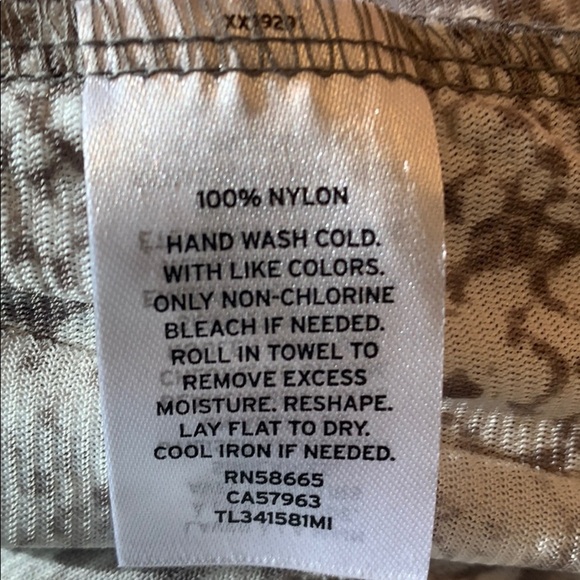 100% NYLON
HAND WASH COLD.
WITH LIKE COLORS.
ONLY NON-CHLORINE
BLEACH IF NEEDED.
ROLL IN TOWEL TO
REMOVE EXCESS
MOISTURE. RESHAPE.
LAY FLAT TO DRY.
COOL IRON IF NEEDED.
RN58665
CA57963
TL341581MI